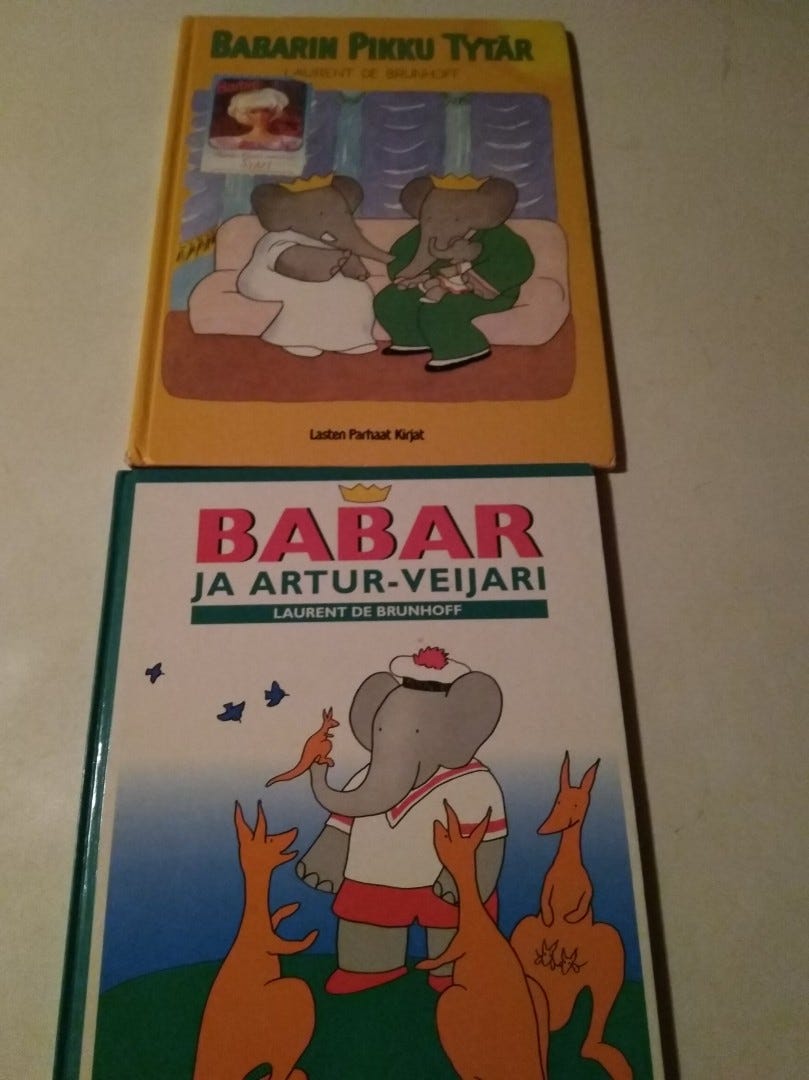 BABARIN PIKKU TYTÄR
LAURENT DE BRUNHOFF
Lasten Parhaat Kirjat
BABAR
JA ARTUR-VEIJARI
LAURENT DE BRUNHOFF